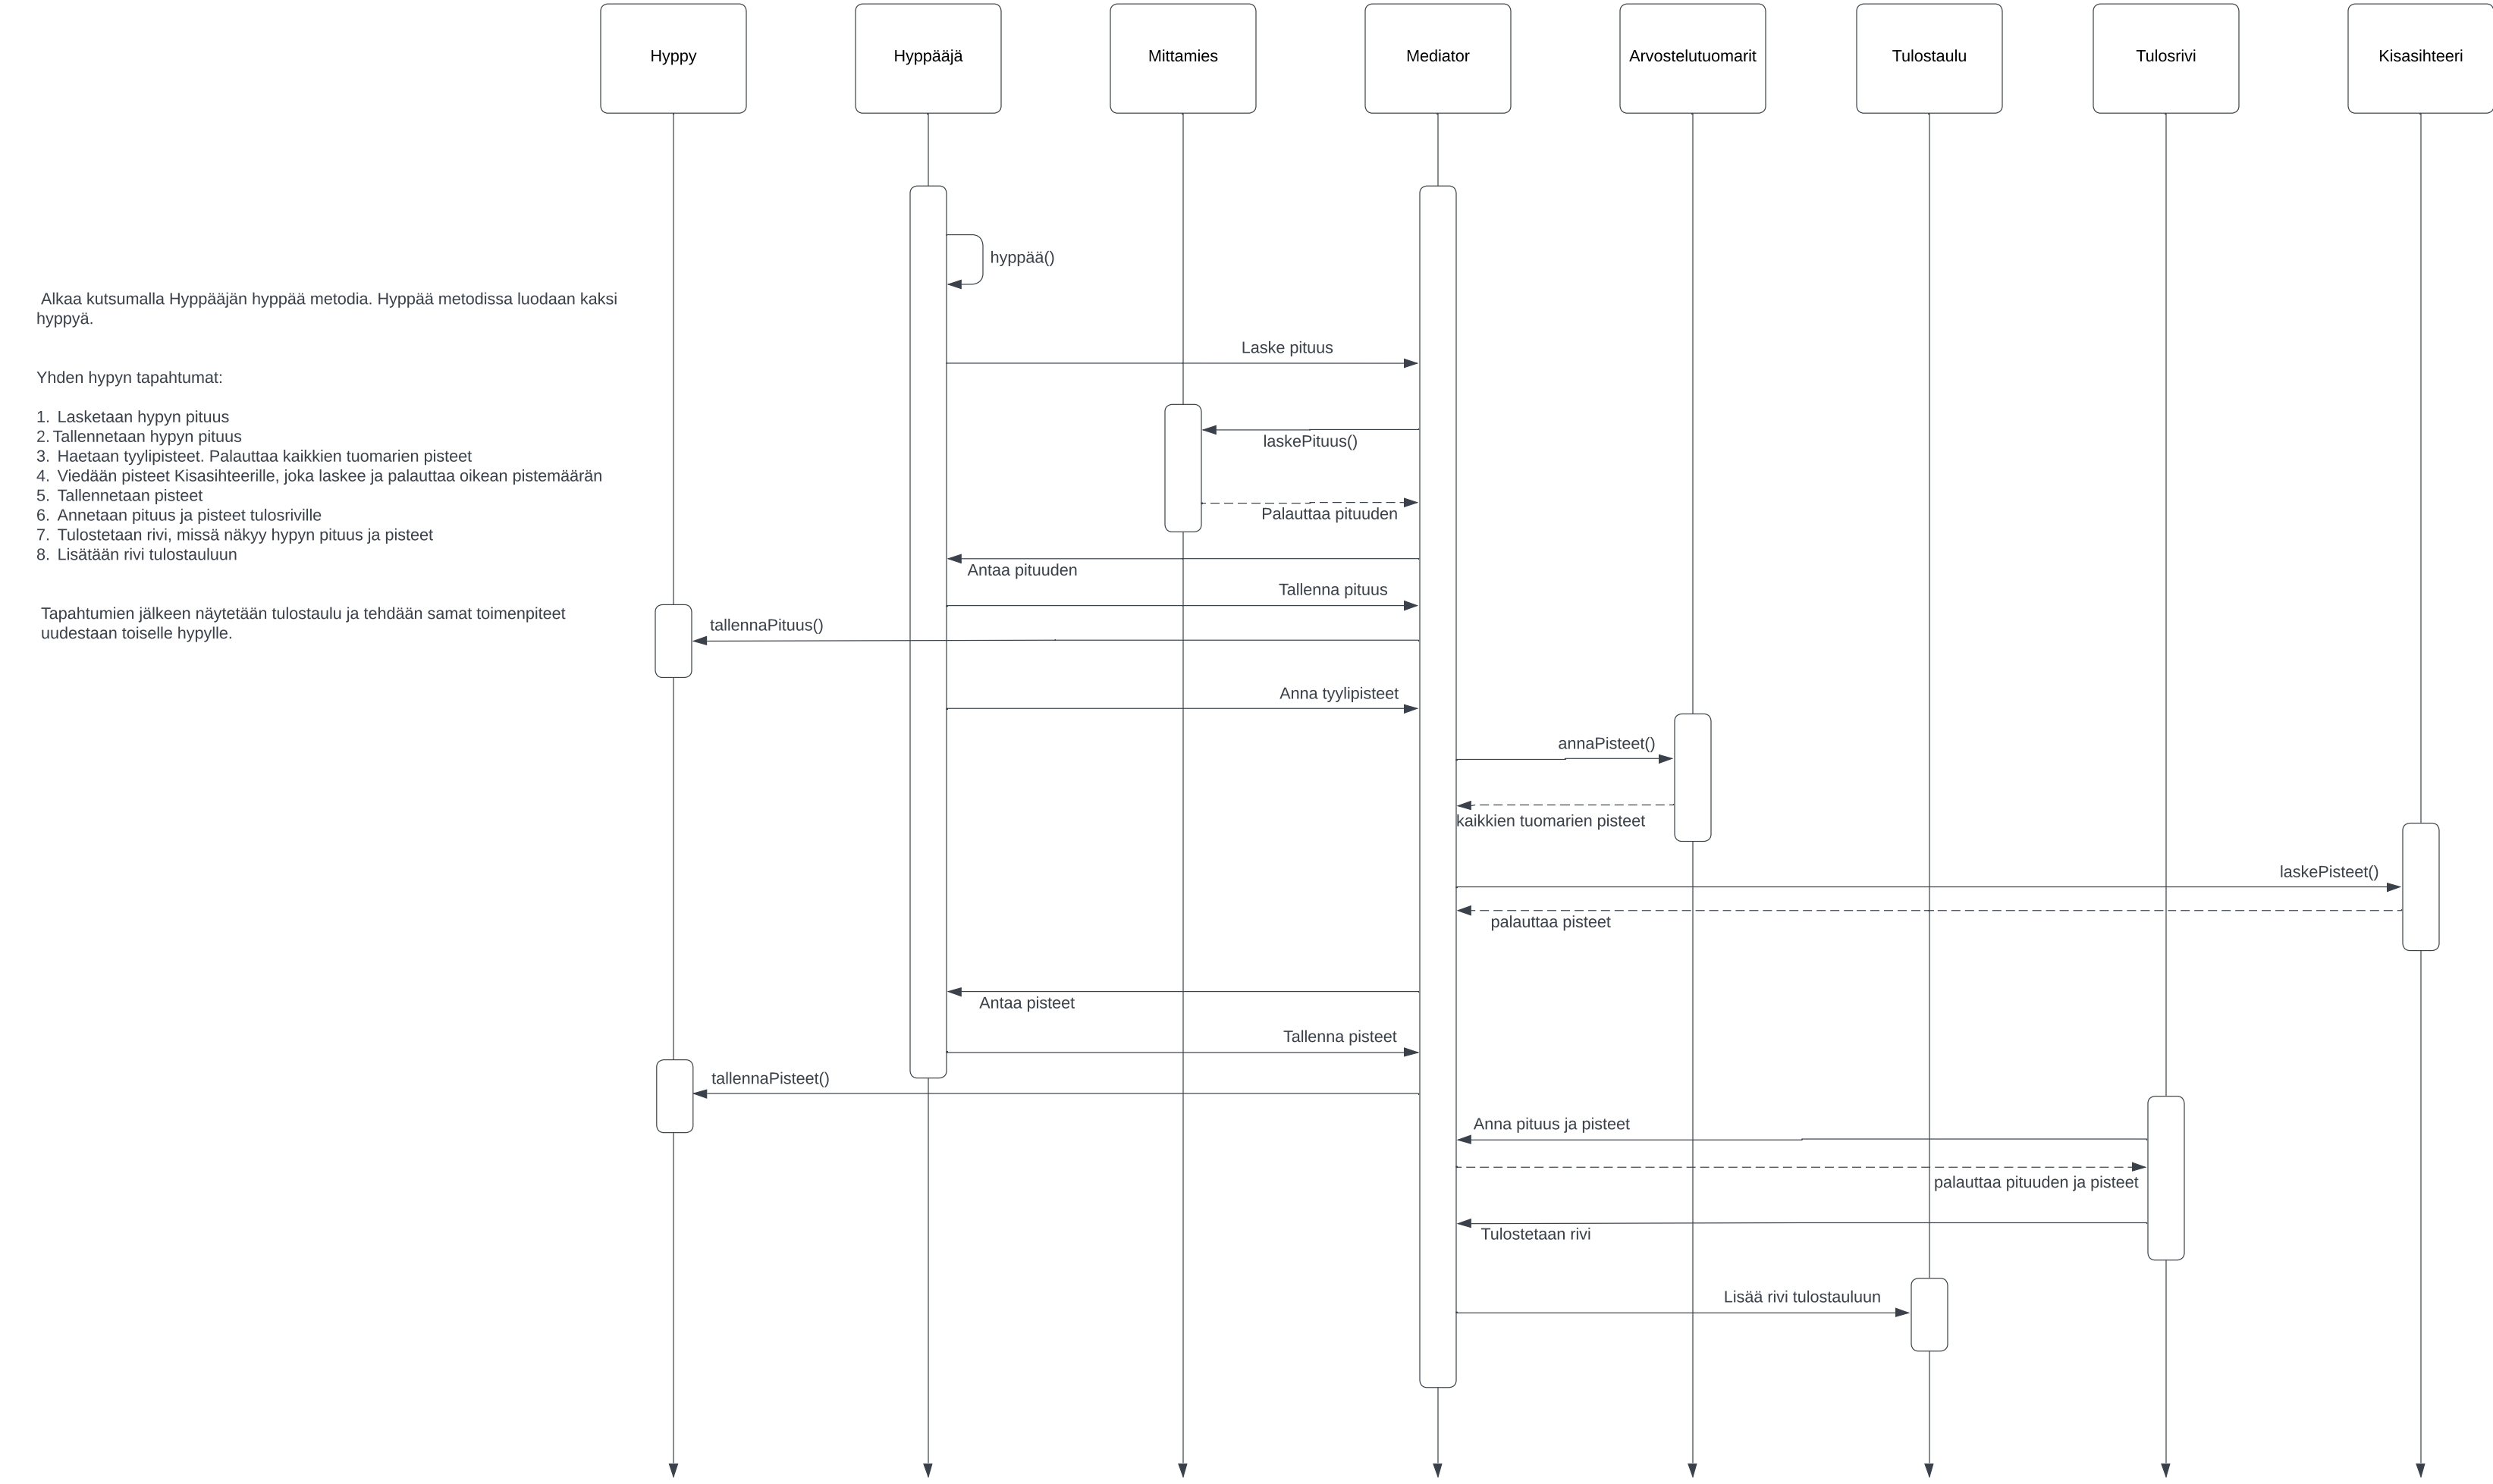 Hyppy
Hyppääjä
Mittamies
Mediator
Arvostelutuomarit
Tulostaulu
Tulosrivi
Kisasihteeri
hyppää()
Alkaa kutsumalla Hyppääjän hyppää metodia. Hyppää metodissa luodaan kaksi
hyppyä.
Yhden hypyn tapahtumat:
1. Lasketaan hypyn pituus
2. Tallennetaan hypyn pituus
3. Haetaan tyylipisteet. Palauttaa kaikkien tuomarien pisteet
4. Viedään pisteet Kisasihteerille, joka laskee ja palauttaa oikean pistemäärän
5. Tallennetaan pisteet
6. Annetaan pituus ja pisteet tulosriville
7. Tulostetaan rivi, missä näkyy hypyn pituus ja pisteet
8. Lisätään rivi tulostauluun
Tapahtumien jälkeen näytetään tulostaulu ja tehdään samat toimenpiteet
uudestaan toiselle hypylle.
Laske pituus
laskePituus()
Palauttaa pituuden
Antaa pituuden
Tallenna pituus
tallennaPituus()
Anna tyylipisteet
annaPisteet()
kaikkien tuomarien pisteet
laskePisteet()
palauttaa pisteet
Antaa pisteet
Tallenna pisteet
tallennaPisteet()
Anna pituus ja pisteet
palauttaa pituuden ja pisteet
Tulostetaan rivi
Lisää rivi tulostauluun